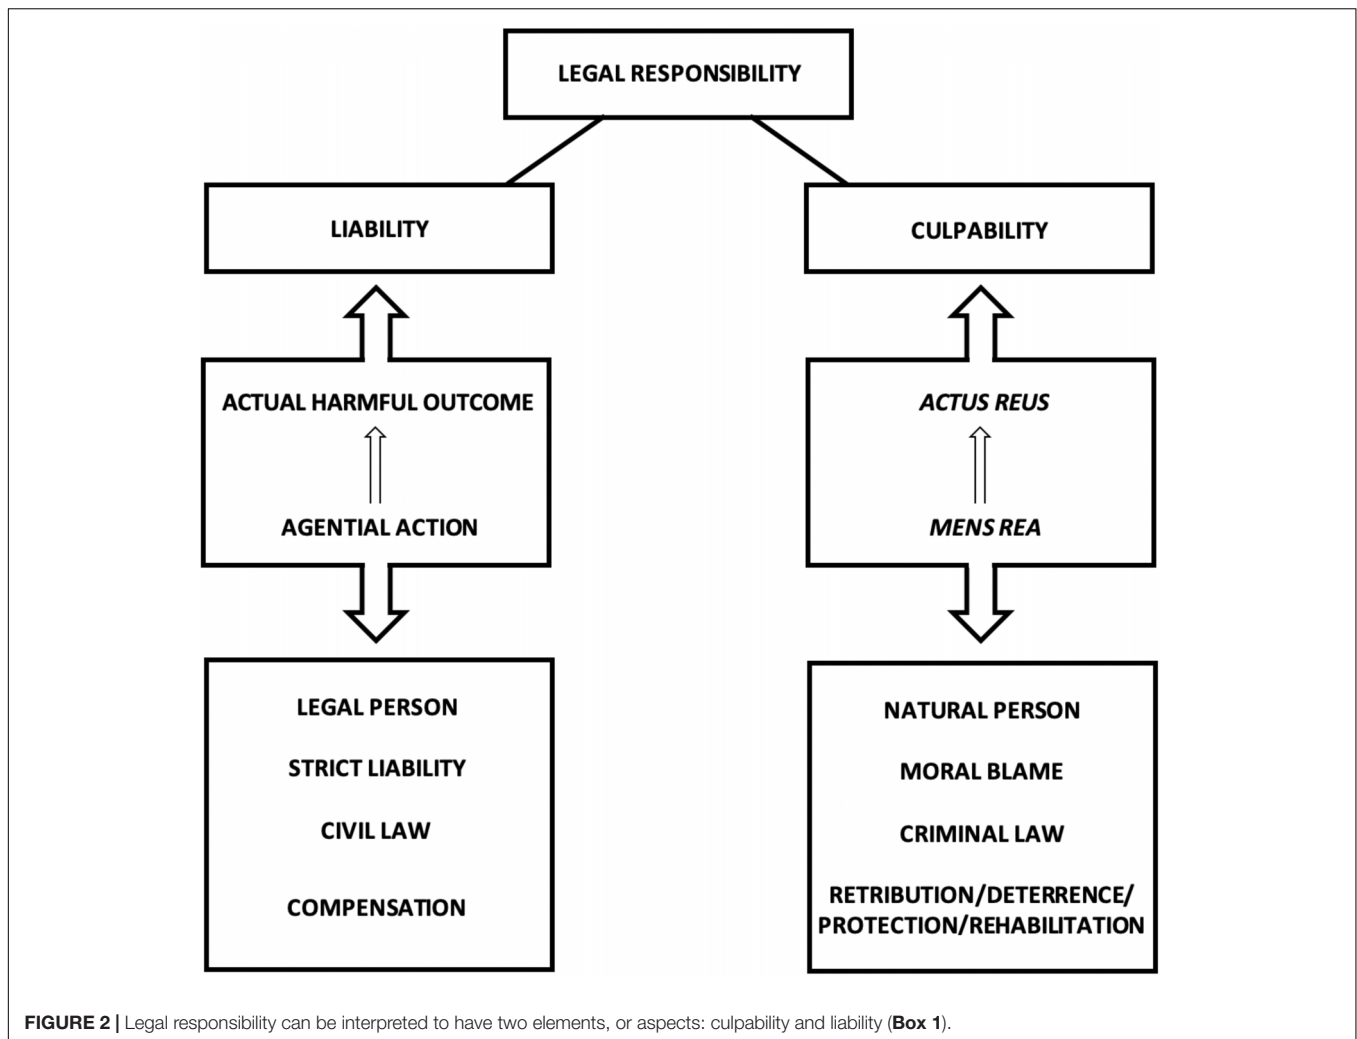 LEGAL RESPONSIBILITY
LIABILITY
CULPABILITY
ACTUAL HARMFUL OUTCOME
AGENTIAL ACTION
ACTUS REUS
MENS REA
LEGAL PERSON
STRICT LIABILITY
CIVIL LAW
COMPENSATION
NATURAL PERSON
MORAL BLAME
CRIMINAL LAW
RETRIBUTION/DETERRENCE/
PROTECTION/REHABILITATION
FIGURE 2 | Legal responsibility can be interpreted to have two elements, or aspects: culpability and liability (Box 1).